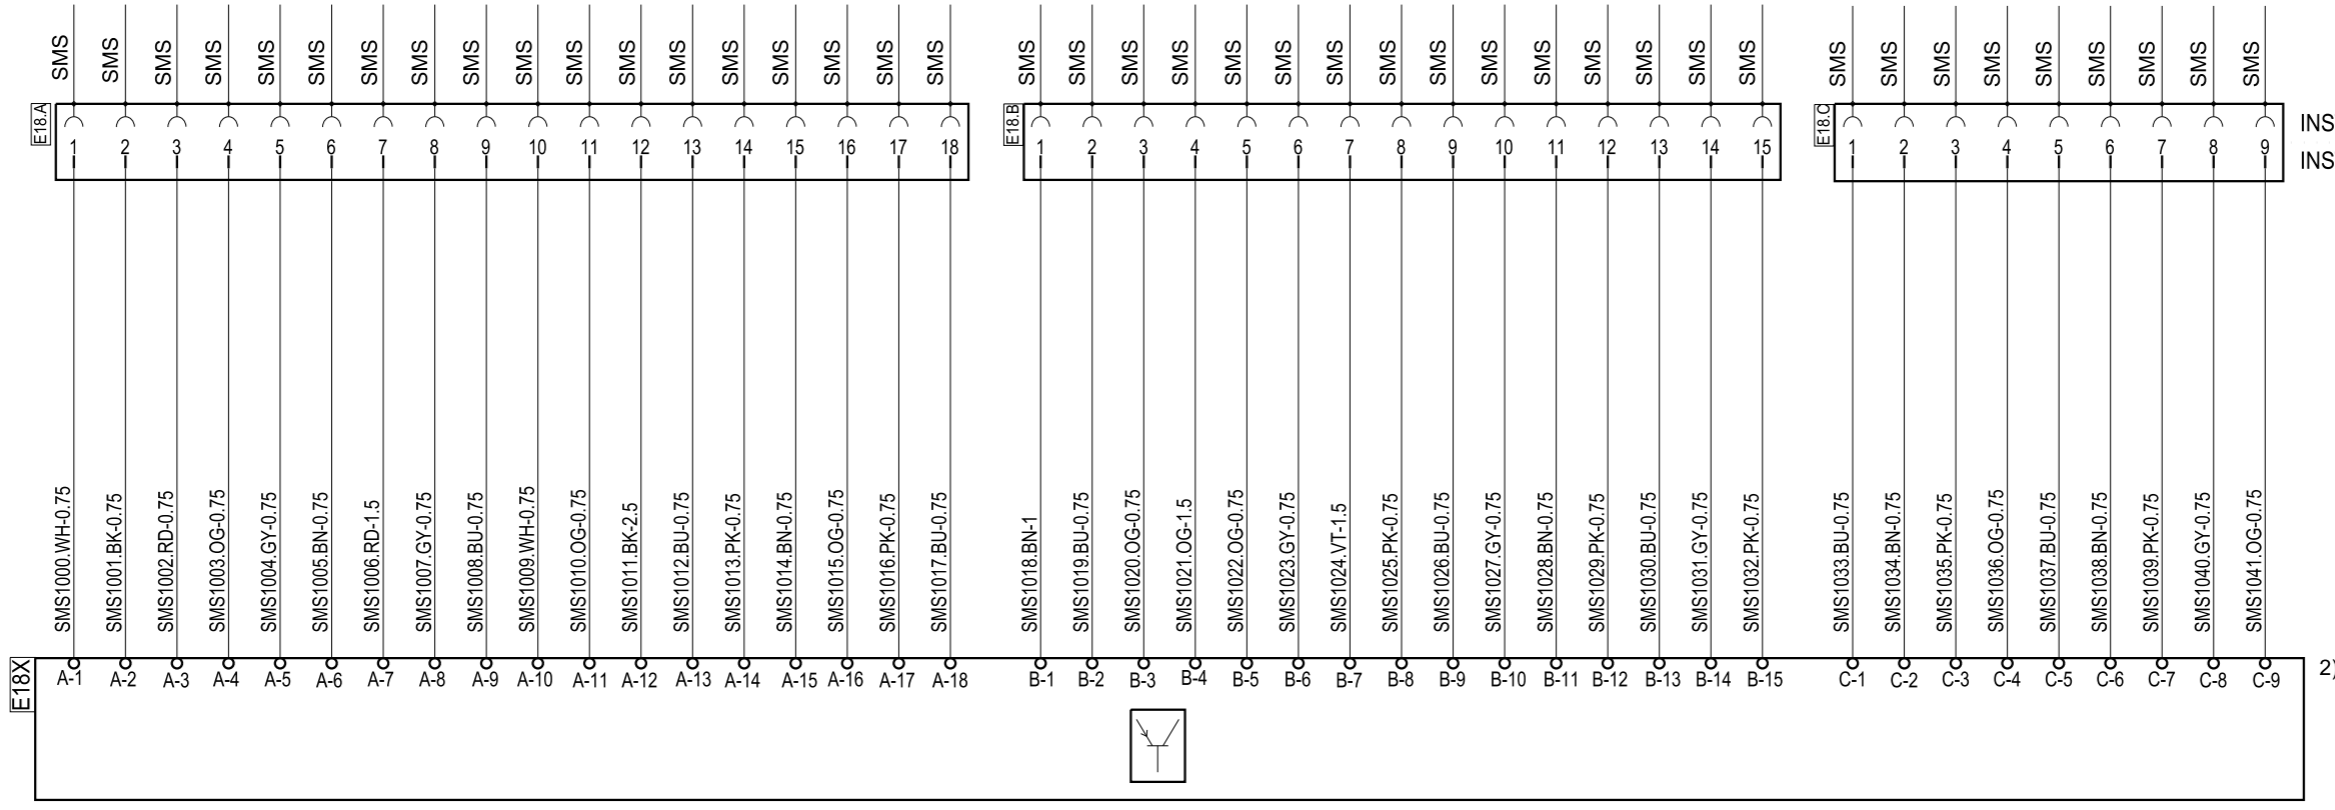 SMS SMS SMS SMS SMS SMS SMS SMS SMS SMS SMS SMS SMS SMS SMS SMS SMS SMS SMS SMS SMS SMS SMS SMS SMS SMS SMS SMS SMS SMS SMS SMS SMS SMS SMS SMS SMS SMS SMS SMS SMS SMS
E18.A E18.B E18.C INS
1 2 3 4 5 6 7 8 9 10 11 12 13 14 15 16 17 18 1 2 3 4 5 6 7 8 9 10 11 12 13 14 15 1 2 3 4 5 6 7 8 9
INS
SMS1000.WH-0.75
SMS1001.BK-0.75
SMS1002.RD-0.75
SMS1003.OG-0.75
SMS1004.GY-0.75
SMS1005.BN-0.75
SMS1006.RD-1.5
SMS1007.GY-0.75
SMS1008.BU-0.75
SMS1009.WH-0.75
SMS1010.OG-0.75
SMS1011.BK-2.5
SMS1012.BU-0.75
SMS1013.PK-0.75
SMS1014.BN-0.75
SMS1015.OG-0.75
SMS1016.PK-0.75
SMS1017.BU-0.75
SMS1018.BN-1
SMS1019.BU-0.75
SMS1020.OG-0.75
SMS1021.OG-1.5
SMS1022.OG-0.75
SMS1023.GY-0.75
SMS1024.VT-1.5
SMS1025.PK-0.75
SMS1026.BU-0.75
SMS1027.GY-0.75
SMS1028.BN-0.75
SMS1029.PK-0.75
SMS1030.BU-0.75
SMS1031.GY-0.75
SMS1032.PK-0.75
SMS1033.BU-0.75
SMS1034.BN-0.75
SMS1035.PK-0.75
SMS1036.OG-0.75
SMS1037.BU-0.75
SMS1038.BN-0.75
SMS1039.PK-0.75
SMS1040.GY-0.75
SMS1041.OG-0.75
E18X
A-1 A-2 A-3 A-4 A-5 A-6 A-7 A-8 A-9 A-10 A-11 A-12 A-13 A-14 A-15 A-16 A-17 A-18 B-1 B-2 B-3 B-4 B-5 B-6 B-7 B-8 B-9 B-10 B-11 B-12 B-13 B-14 B-15 C-1 C-2 C-3 C-4 C-5 C-6 C-7 C-8 C-9 2)